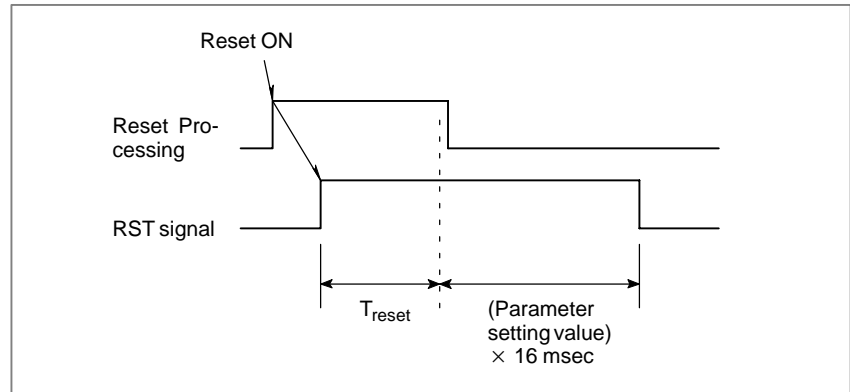 Reset ON
Reset Pro-
cessing
RST signal
Treset
(Parameter
setting value)
× 16 msec